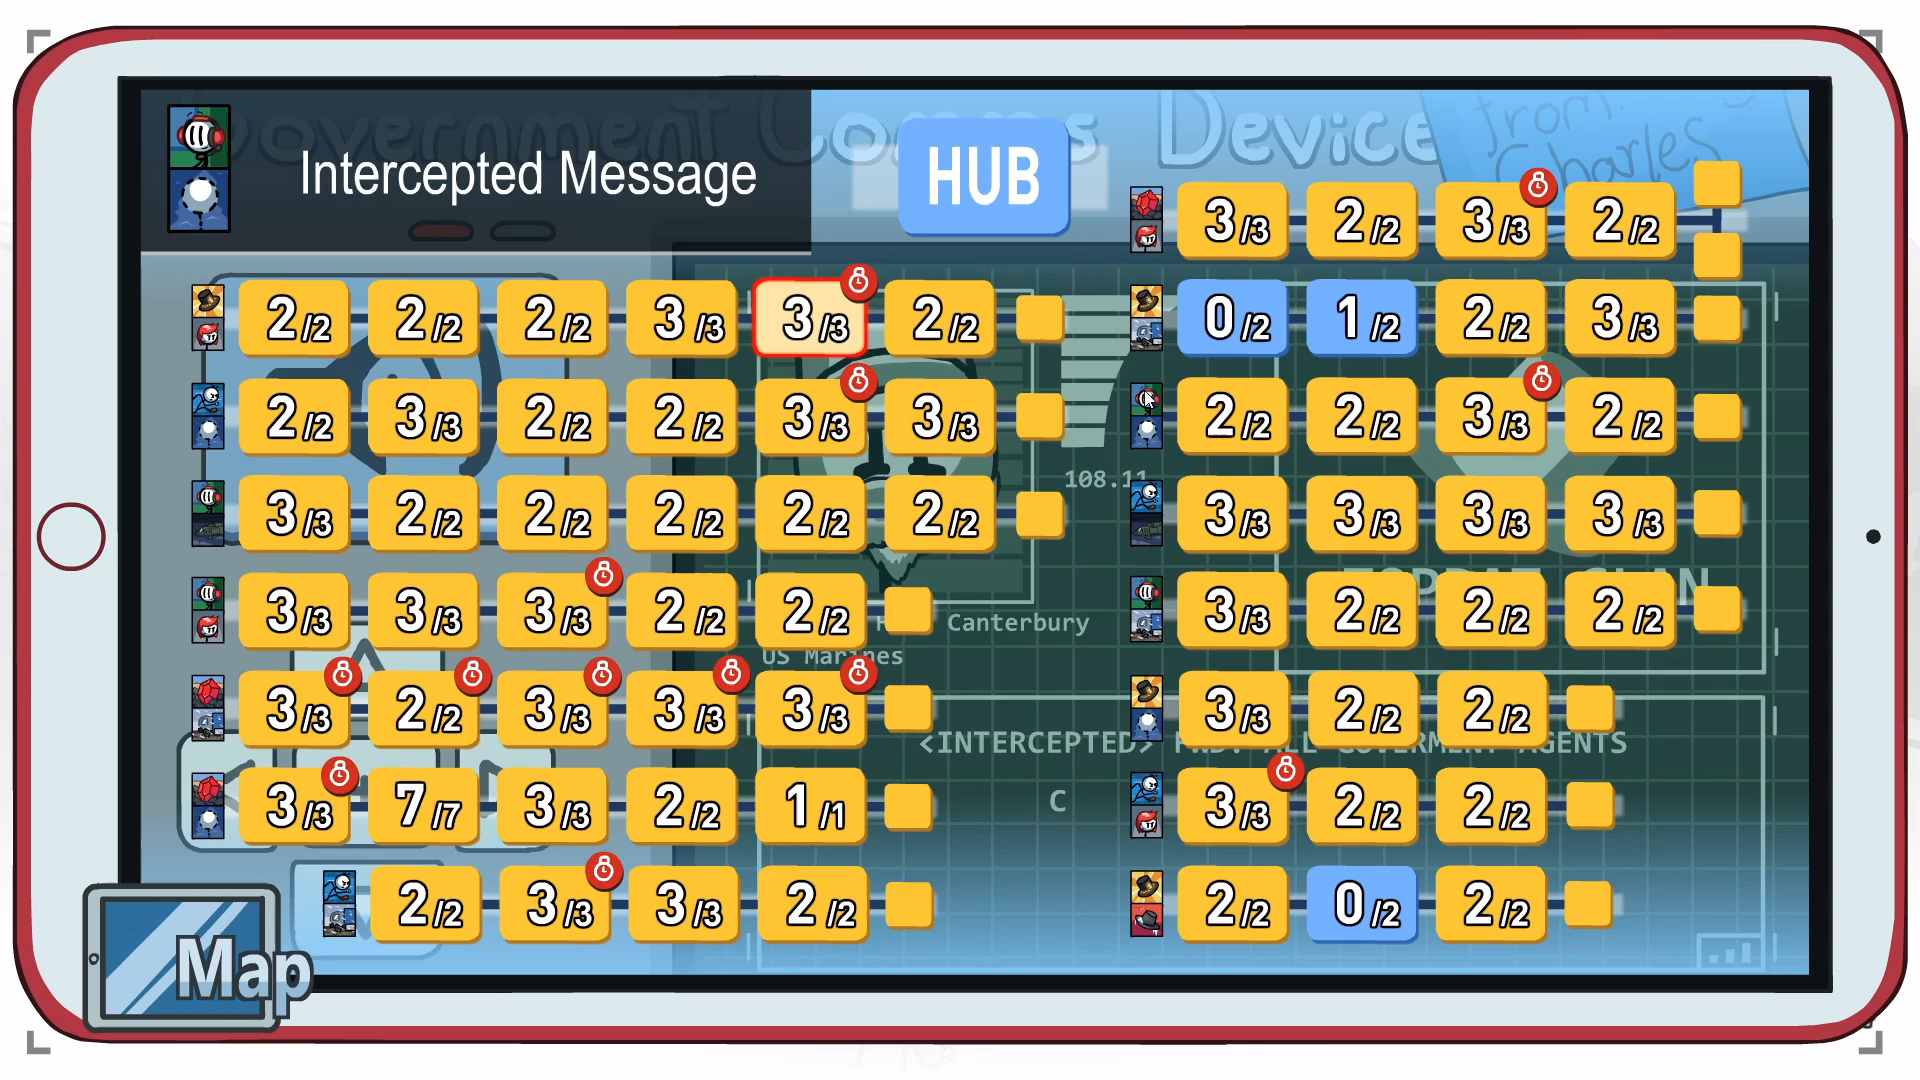 Government Comms Device
from:
Charles
Intercepted Message
HUB
3/3 2/2 3/3 2/2
2/2 2/2 2/2 3/3 3/3 2/2
0/2 1/2 2/2 3/3
2/2 3/3 2/2 2/2 3/3 3/3
2/2 2/2 3/3 2/2
108.11
3/3 2/2 2/2 2/2 2/2 2/2
3/3 3/3 3/3 3/3
TOPPAT CLAN
3/3 3/3 3/3 2/2 2/2
3/3 2/2 2/2 2/2
Canterbury
US Marines
3/3 2/2 3/3 3/3 3/3
3/3 2/2 2/2
<INTERCEPTED> FWD: ALL GOVERMENT AGENTS
C
3/3 7/7 3/3 2/2 1/1
3/3 2/2 2/2
2/2 3/3 3/3 2/2
2/2 0/2 2/2
Map